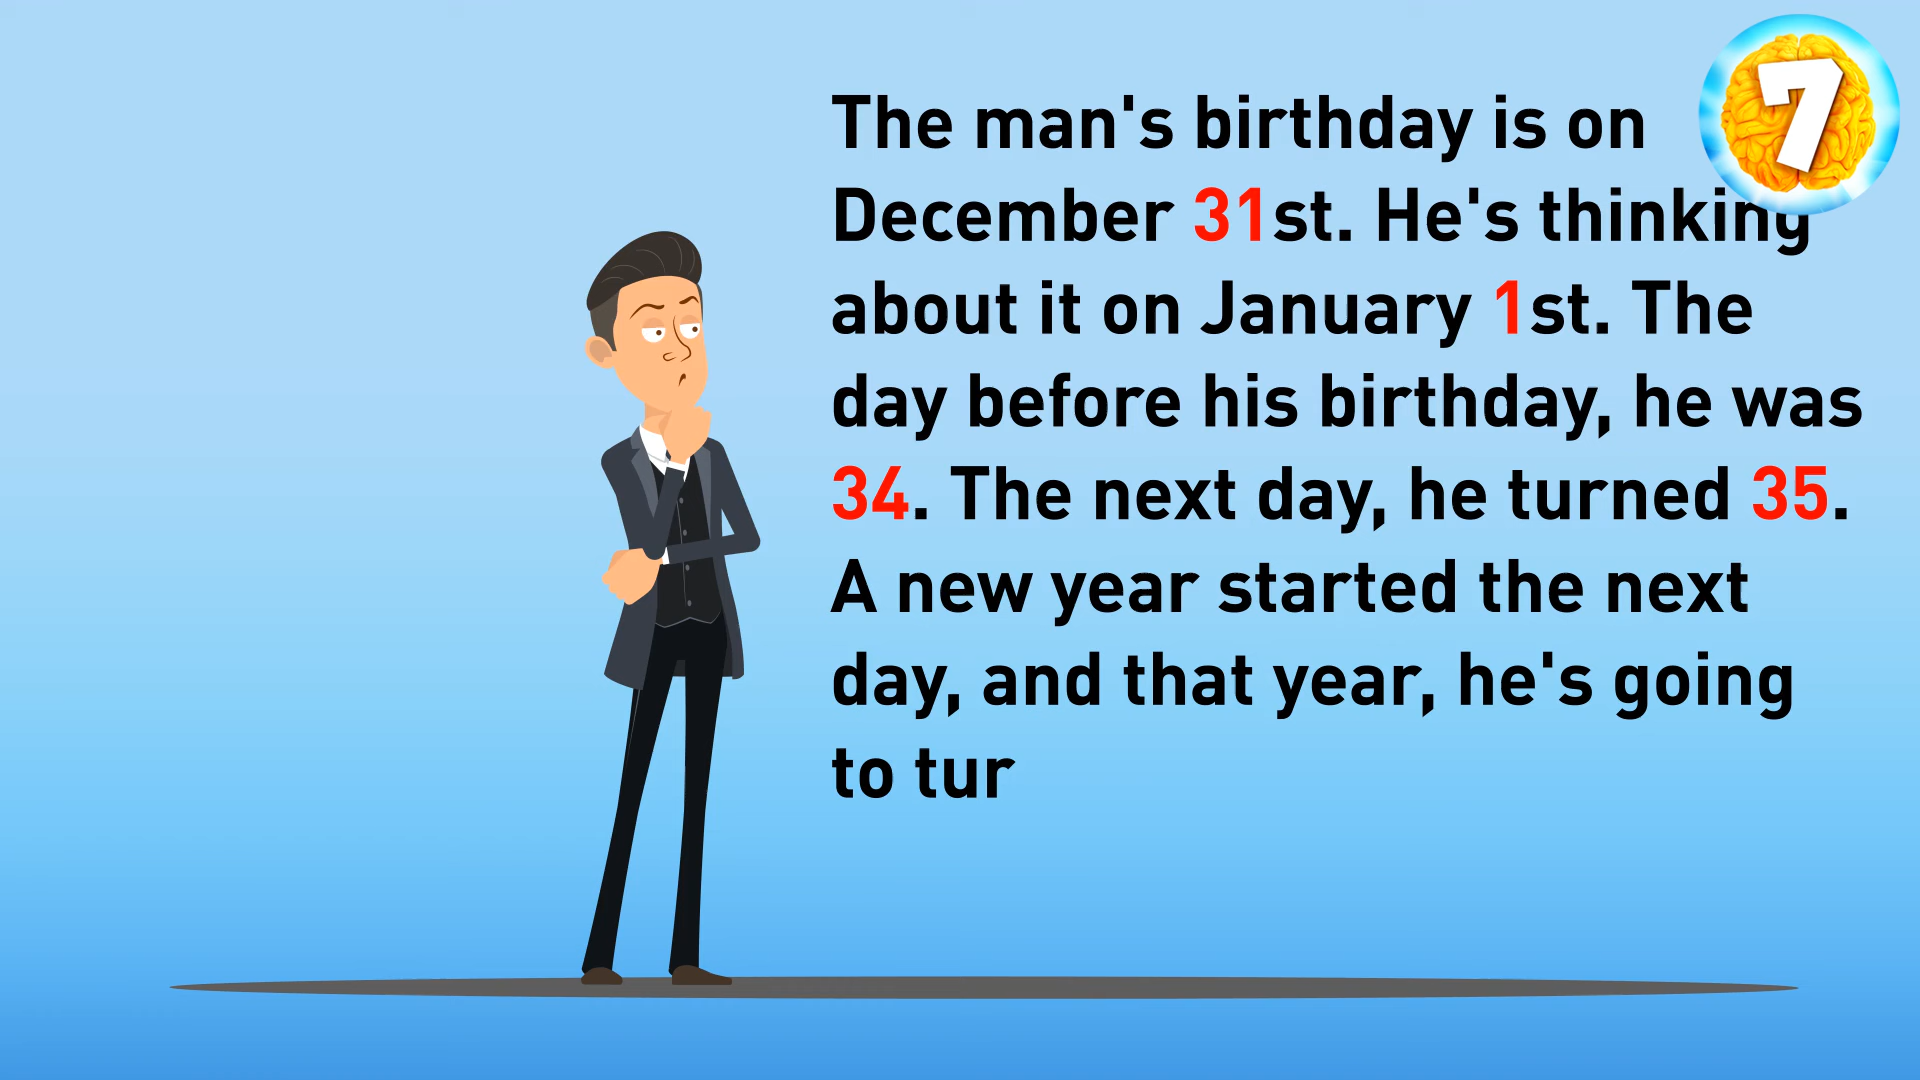 The man's birthday is on
December 31st. He's thinking
about it on January 1st. The
day before his birthday, he was
34. The next day, he turned 35.
A new year started the next
day, and that year, he's going
to tur
7